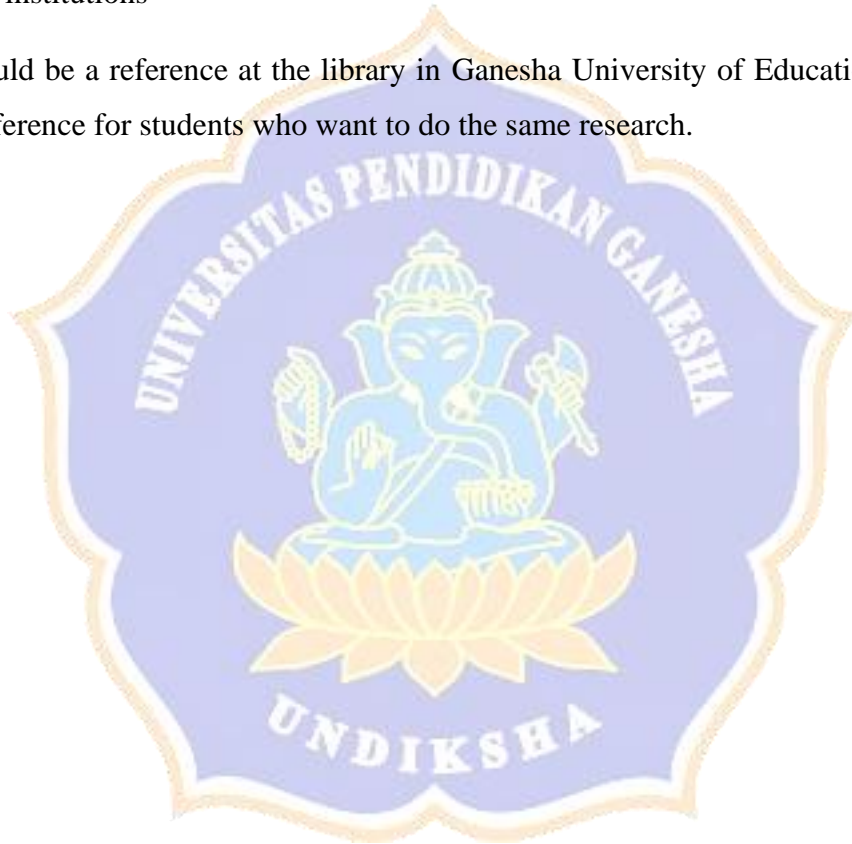 institutions
uld be a reference at the library in Ganesha University of Educati
ference for students who want to do the same research.
UNIVERSITAS PENDIDIKAN GANESHA
UNDIKSHA